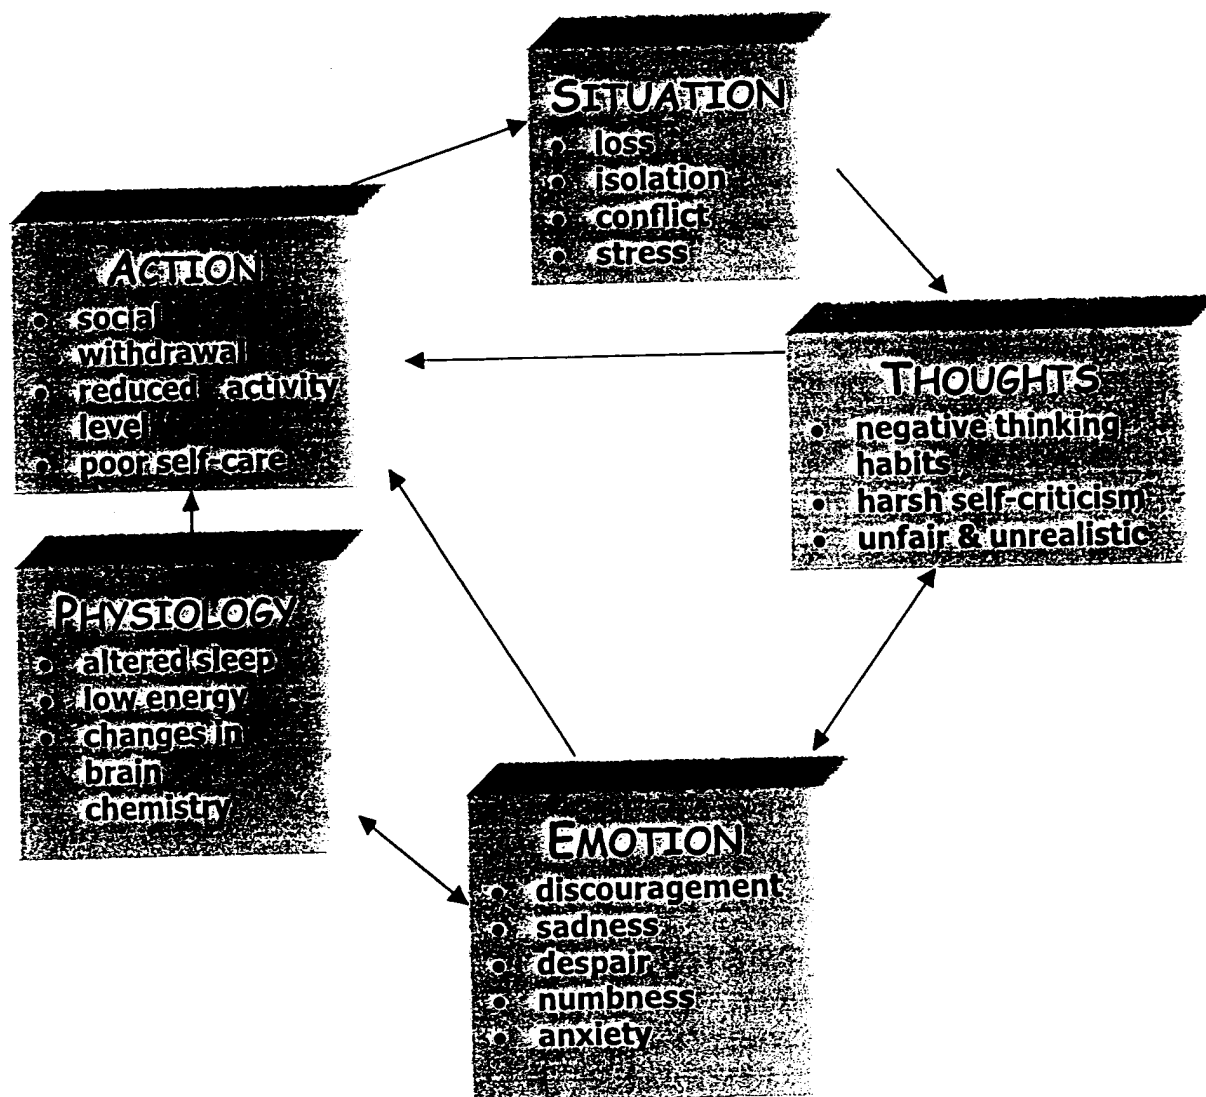 SITUATION
• loss
• isolation
• conflict
• stress
ACTION
• social
withdrawal
• reduced activity
level
• poor self-care
THOUGHTS
• negative thinking
habits
• harsh self-criticism
• unfair & unrealistic
PHYSIOLOGY
• altered sleep
• low energy
• changes in
brain
chemistry
EMOTION
• discouragement
• sadness
• despair
• numbness
• anxiety